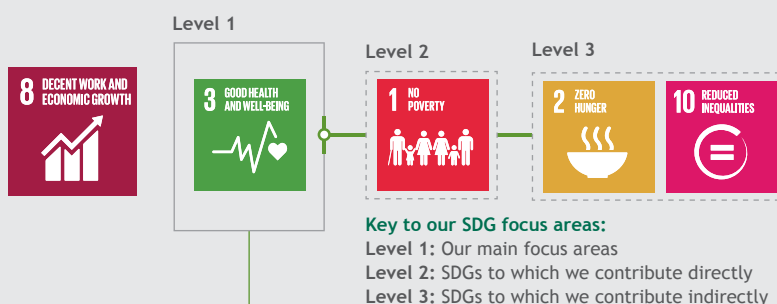 Level 1
Level 2
Level 3
8 DECENT WORK AND
ECONOMIC GROWTH
3 GOOD HEALTH
AND WELL-BEING
1 NO
POVERTY
2 ZERO
HUNGER
10 REDUCED
INEQUALITIES
Key to our SDG focus areas:
Level 1: Our main focus areas
Level 2: SDGs to which we contribute directly
Level 3: SDGs to which we contribute indirectly